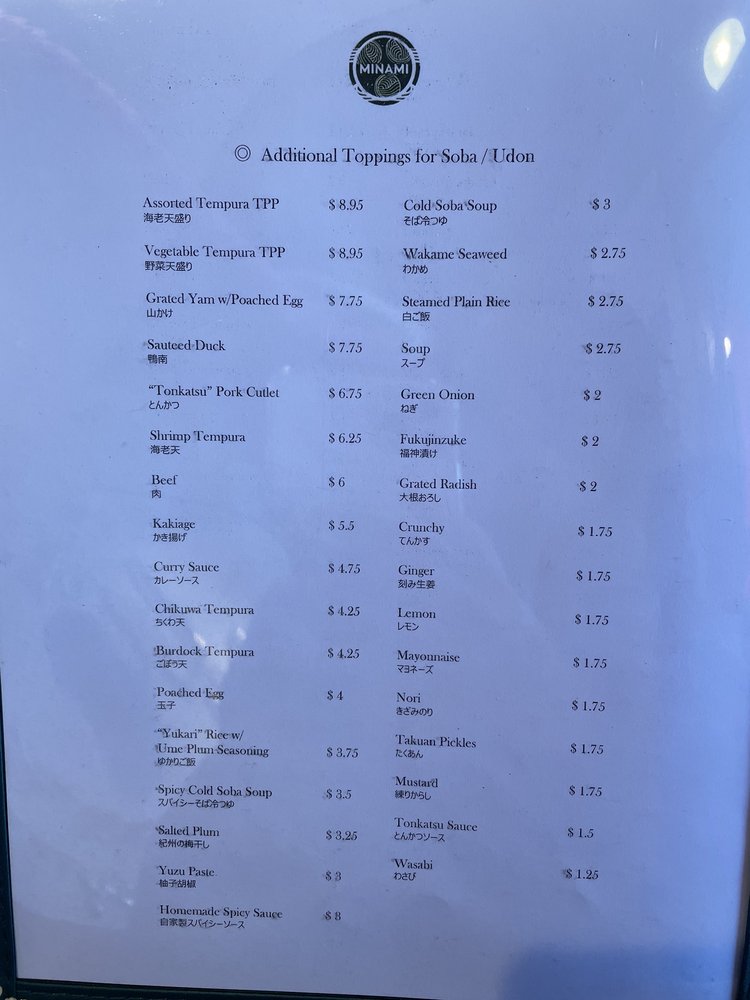 MINAMI
◎ Additional Toppings for Soba / Udon
Assorted Tempura TPP $ 8.95
海老天盛り
Vegetable Tempura TPP $ 8.95
野菜天盛り
Grated Yam w/Poached Egg $ 7.75
山かけ
Sauteed Duck $ 7.75
鴨南
“Tonkatsu” Pork Cutlet $ 6.75
とんかつ
Shrimp Tempura $ 6.25
海老天
Beef $ 6
肉
Kakiage $ 5.5
かき揚げ
Curry Sauce $ 4.75
カレーソース
Chikuwa Tempura $ 4.25
ちくわ天
Burdock Tempura $ 4.25
ごぼう天
Poached Egg $ 4
玉子
“Yukari” Rice w/
Ume Plum Seasoning $ 3.75
ゆかりご飯
Spicy Cold Soba Soup $ 3.5
スパイシーそば冷つゆ
Salted Plum $ 3.25
紀州の梅干し
Yuzu Paste $ 3
柚子胡椒
Homemade Spicy Sauce $ 8
自家製スパイシーソース
Cold Soba Soup $ 3
そば冷つゆ
Wakame Seaweed $ 2.75
わかめ
Steamed Plain Rice $ 2.75
白ご飯
Soup $ 2.75
スープ
Green Onion $ 2
ねぎ
Fukujinzuke $ 2
福神漬け
Grated Radish $ 2
大根おろし
Crunchy $ 1.75
てんかす
Ginger $ 1.75
刻み生姜
Lemon $ 1.75
レモン
Mayonnaise $ 1.75
マヨネーズ
Nori $ 1.75
きざみのり
Takuan Pickles $ 1.75
たくあん
Mustard $ 1.75
練りからし
Tonkatsu Sauce $ 1.5
とんかつソース
Wasabi $ 1.25
わさび